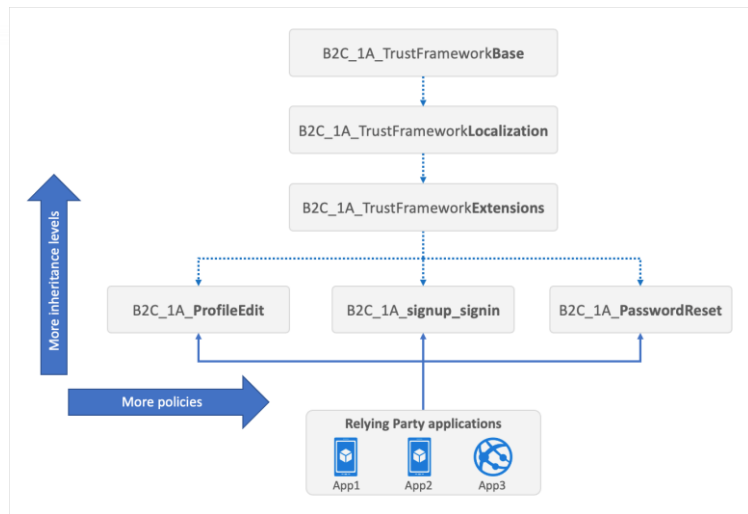 B2C_1A_TrustFrameworkBase
B2C_1A_TrustFrameworkLocalization
B2C_1A_TrustFrameworkExtensions
More inheritance levels
B2C_1A_ProfileEdit
B2C_1A_signup_signin
B2C_1A_PasswordReset
More policies
Relying Party applications
App1
App2
App3